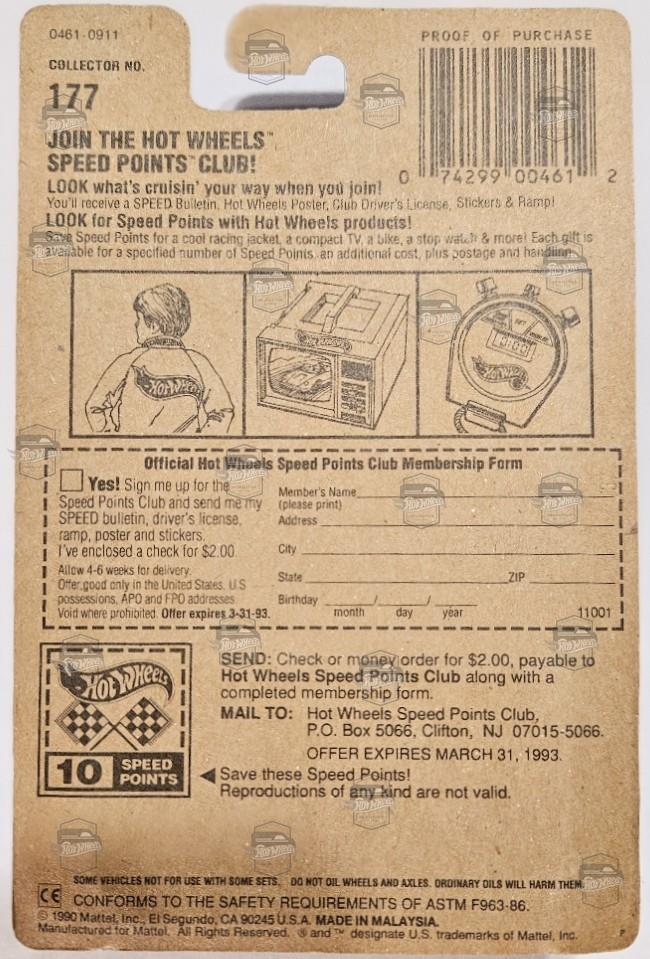 0461-0911
PROOF OF PURCHASE
COLLECTOR NO.
177
0 74299 00461 2
JOIN THE HOT WHEELS™
SPEED POINTS™ CLUB!
LOOK what's cruisin' your way when you join!
You'll receive a SPEED Bulletin, Hot Wheels Poster, Club Driver's License, Stickers & Ramp!
LOOK for Speed Points with Hot Wheels products!
Save Speed Points for a cool racing jacket, a compact TV, a bike, a stop watch & more! Each gift is
available for a specified number of Speed Points, an additional cost, plus postage and handling.
HOT WHEELS
HOT WHEELS
HOT WHEELS
Official Hot Wheels Speed Points Club Membership Form
Yes! Sign me up for the
Speed Points Club and send me my
SPEED bulletin, driver's license,
ramp, poster and stickers.
I've enclosed a check for $2.00.
Allow 4-6 weeks for delivery.
Offer good only in the United States, U.S.
possessions, APO and FPO addresses.
Void where prohibited. Offer expires 3-31-93.
Member's Name
(please print)
Address
City
State ZIP
Birthday / /
month day year
11001
HOT WHEELS
10 SPEED
POINTS
SEND: Check or money order for $2.00, payable to
Hot Wheels Speed Points Club along with a
completed membership form.
MAIL TO: Hot Wheels Speed Points Club,
P.O. Box 5066, Clifton, NJ 07015-5066.
OFFER EXPIRES MARCH 31, 1993.
◀ Save these Speed Points!
Reproductions of any kind are not valid.
SOME VEHICLES NOT FOR USE WITH SOME SETS. DO NOT OIL WHEELS AND AXLES. ORDINARY OILS WILL HARM THEM.
CE CONFORMS TO THE SAFETY REQUIREMENTS OF ASTM F963-86.
© 1990 Mattel, Inc., El Segundo, CA 90245 U.S.A. MADE IN MALAYSIA.
Manufactured for Mattel. All Rights Reserved. ® and ™ designate U.S. trademarks of Mattel, Inc.
P